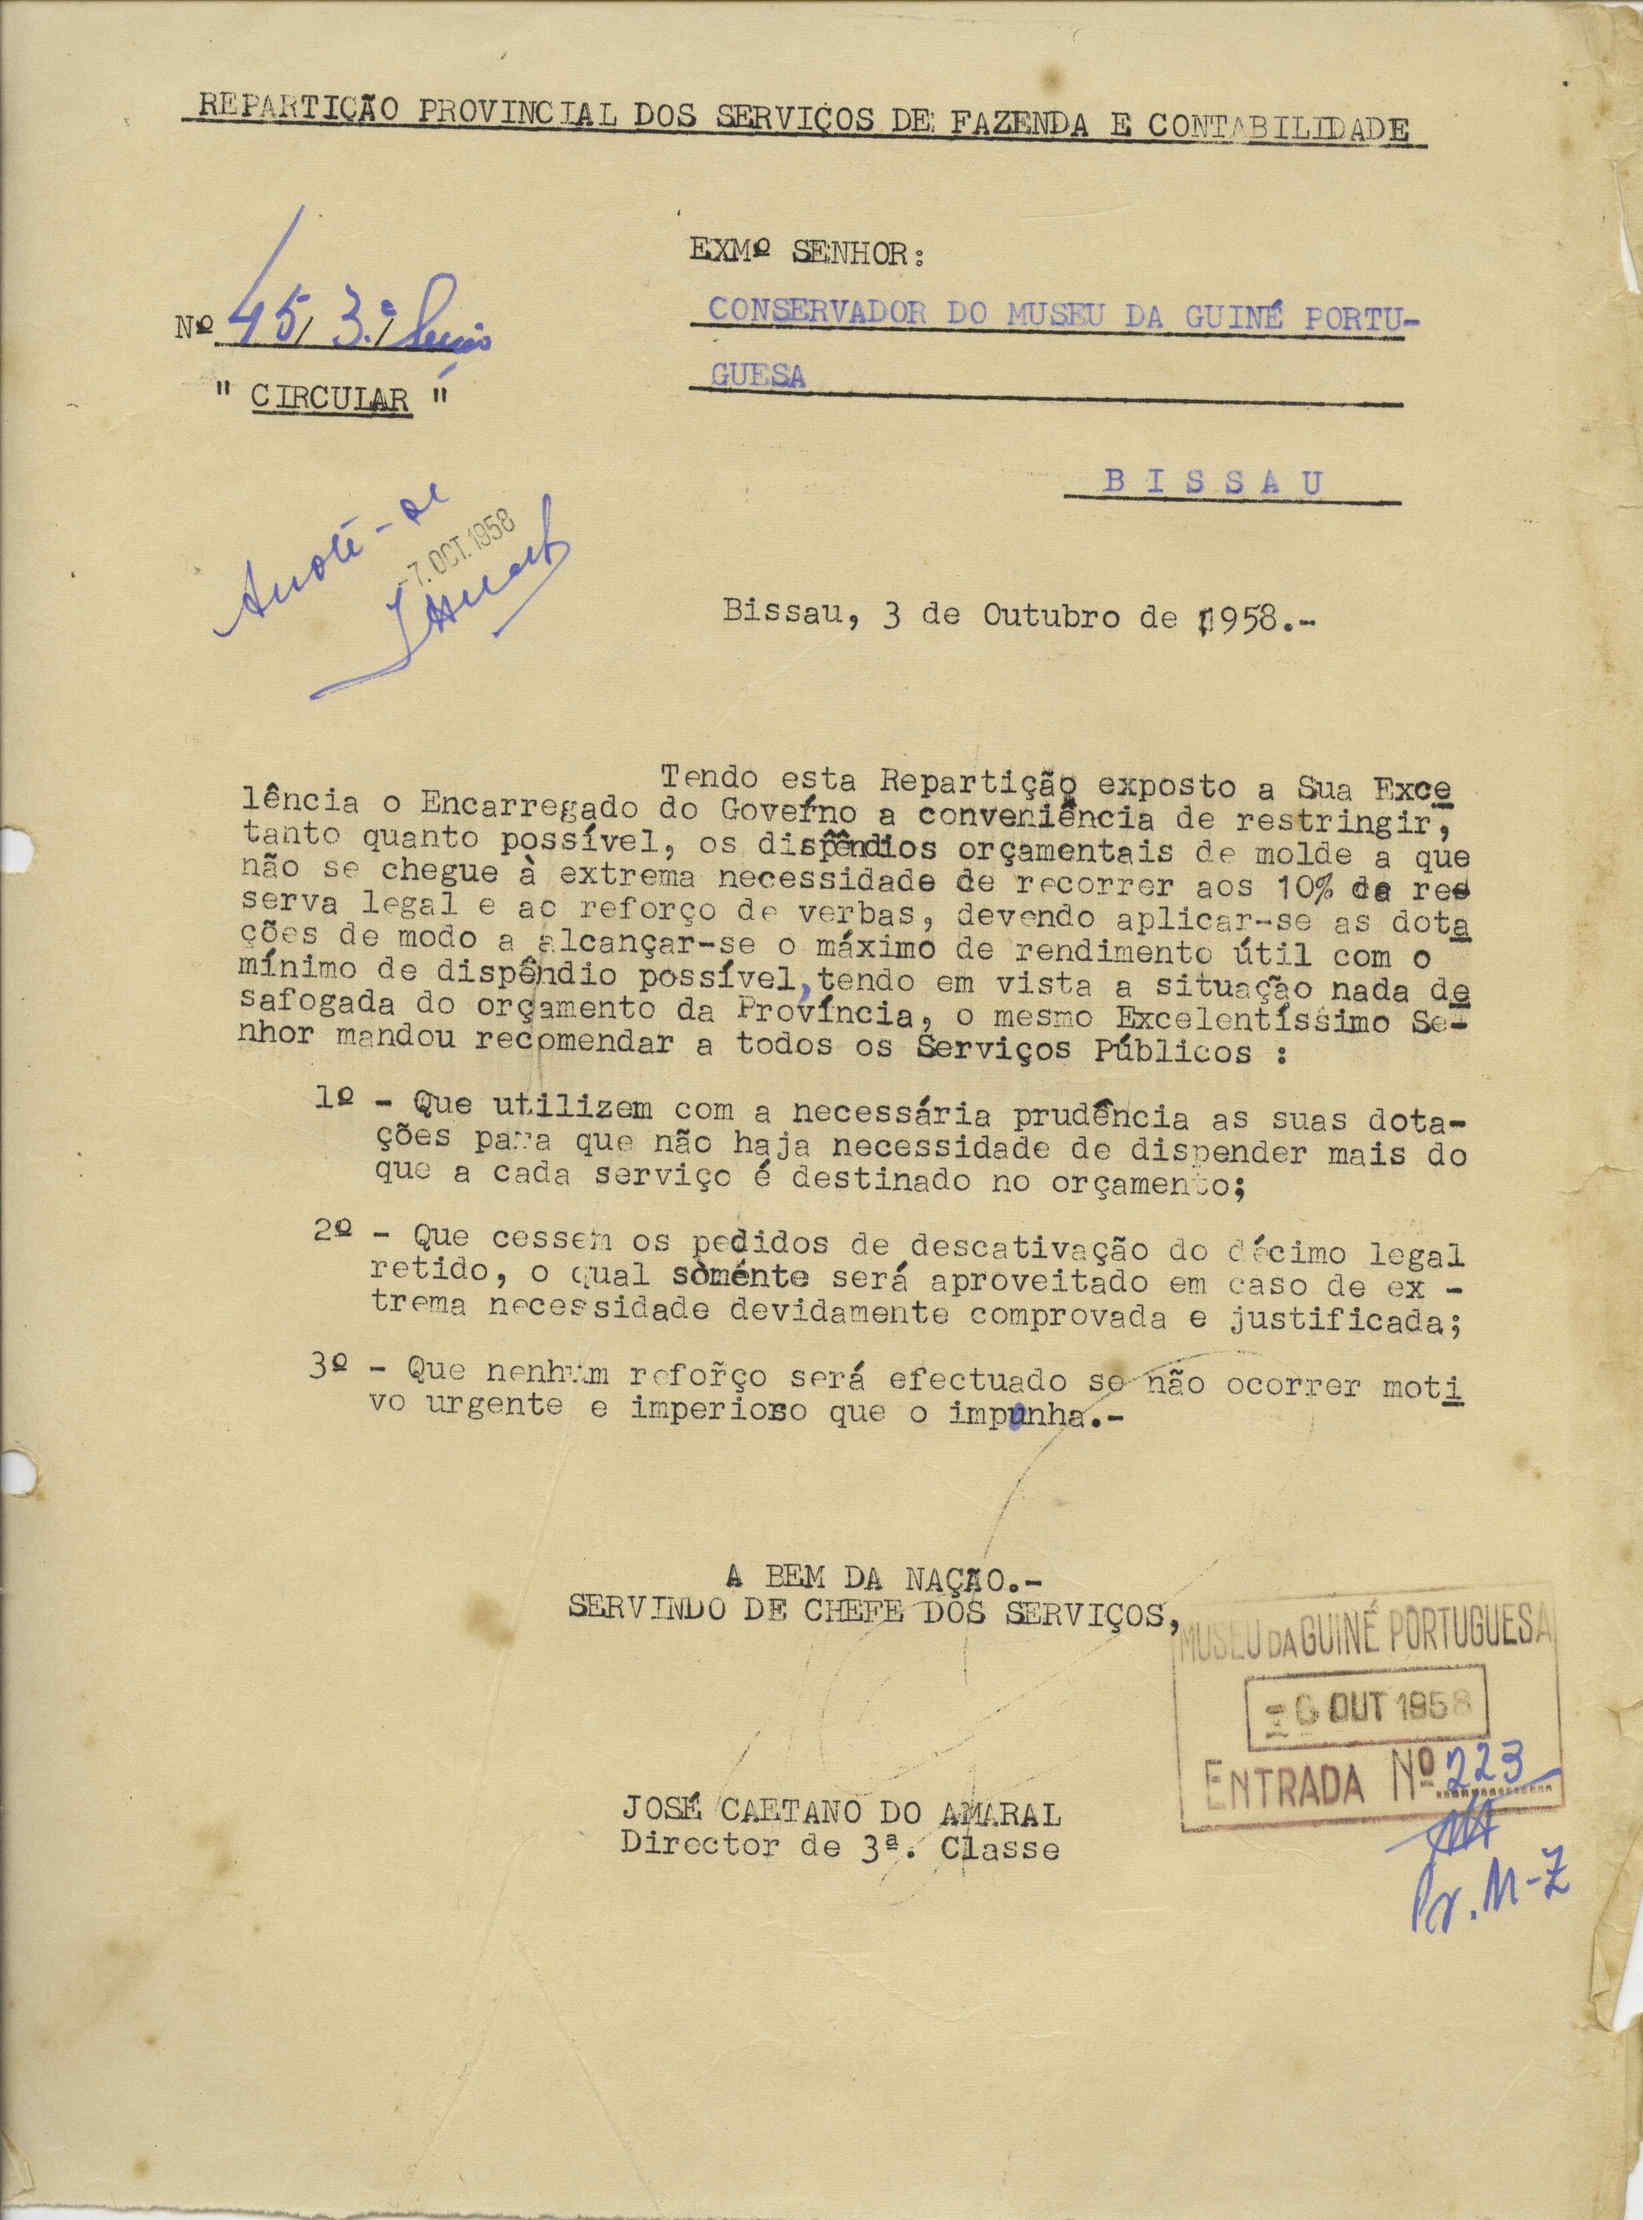 REPARTIÇÃO PROVINCIAL DOS SERVIÇOS DE FAZENDA E CONTABILIDADE
EXMº SENHOR:
CONSERVADOR DO MUSEU DA GUINÉ PORTU-
GUESA
Nº 45/3.ª
" CIRCULAR "
B I S S A U
Anote-se
-7.OCT.1958
Bissau, 3 de Outubro de 1958.-
Tendo esta Repartição exposto a Sua Exce
lência o Encarregado do Govêrno a conveniência de restringir,
tanto quanto possível, os dispêndios orçamentais de molde a que
não se chegue à extrema necessidade de recorrer aos 10% de re
serva legal e ao reforço de verbas, devendo aplicar-se as dota
ções de modo a alcançar-se o máximo de rendimento útil com o
mínimo de dispêndio possível, tendo em vista a situação nada de
safogada do orçamento da Província, o mesmo Excelentíssimo Se-
nhor mandou recomendar a todos os Serviços Públicos :
1º - Que utilizem com a necessária prudência as suas dota-
ções para que não haja necessidade de dispender mais do
que a cada serviço é destinado no orçamento;
2º - Que cessem os pedidos de descativação do décimo legal
retido, o qual sòménte será aproveitado em caso de ex -
trema necessidade devidamente comprovada e justificada;
3º - Que nenhum refôrço será efectuado se não ocorrer moti
vo urgente e imperioso que o impunha.-
A BEM DA NAÇÃO.-
SERVINDO DE CHEFE DOS SERVIÇOS,
MUSEU DA GUINÉ PORTUGUESA
-6 OUT 1958
ENTRADA Nº 223
JOSÉ CAETANO DO AMARAL
Director de 3ª. Classe
Pr. M-Z